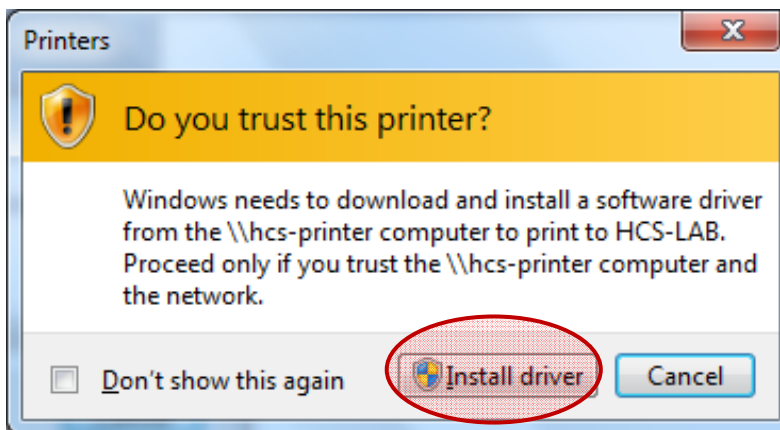 Printers
Do you trust this printer?
Windows needs to download and install a software driver
from the \\hcs-printer computer to print to HCS-LAB.
Proceed only if you trust the \\hcs-printer computer and
the network.
Don't show this again
Install driver
Cancel